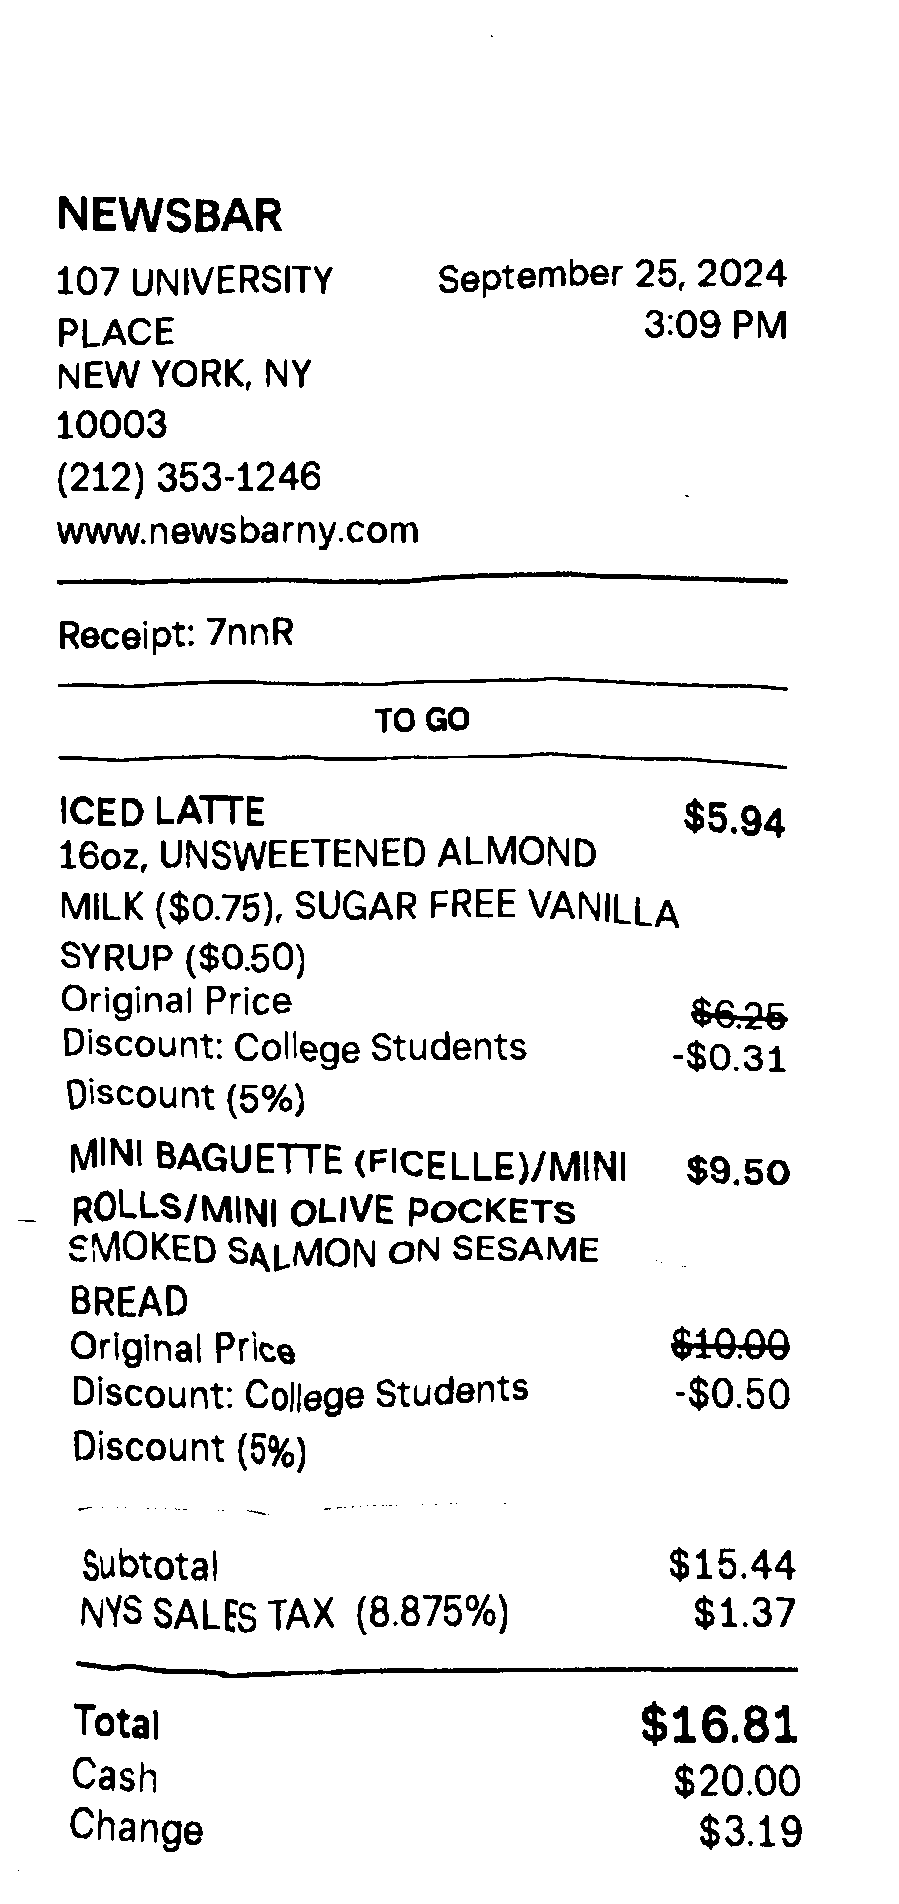 NEWSBAR
107 UNIVERSITY
PLACE
NEW YORK, NY
10003
(212) 353-1246
www.newsbarny.com
September 25, 2024
3:09 PM
Receipt: 7nnR
TO GO
ICED LATTE $5.94
16oz, UNSWEETENED ALMOND
MILK ($0.75), SUGAR FREE VANILLA
SYRUP ($0.50)
Original Price $6.25
Discount: College Students -$0.31
Discount (5%)
MINI BAGUETTE (FICELLE)/MINI $9.50
ROLLS/MINI OLIVE POCKETS
SMOKED SALMON ON SESAME
BREAD
Original Price $10.00
Discount: College Students -$0.50
Discount (5%)
Subtotal $15.44
NYS SALES TAX (8.875%) $1.37
Total $16.81
Cash $20.00
Change $3.19